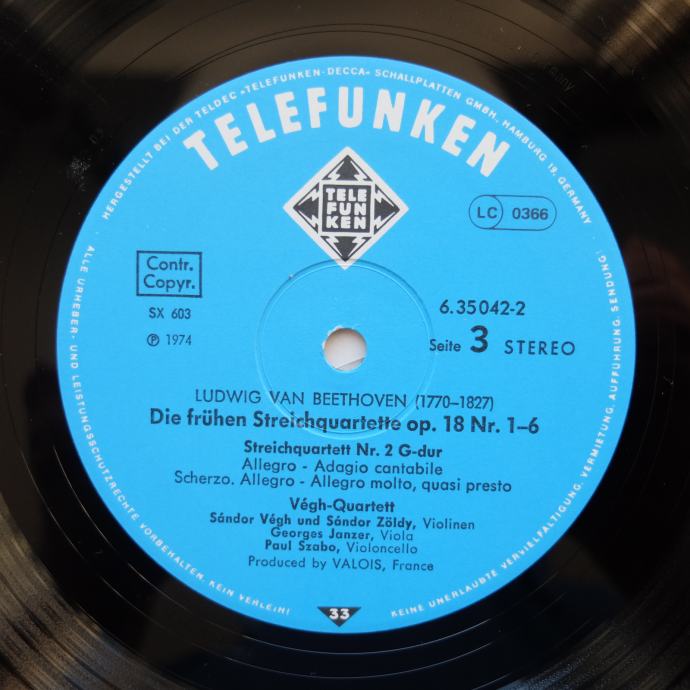 HERGESTELLT BEI DER TELDEC »TELEFUNKEN-DECCA« SCHALLPLATTEN GMBH, HAMBURG 19, GERMANY
TELEFUNKEN
TELE
FUN
KEN
LC 0366
Contr.
Copyr.
SX 603
℗ 1974
6.35042-2
Seite 3 STEREO
LUDWIG VAN BEETHOVEN (1770–1827)
Die frühen Streichquartette op. 18 Nr. 1–6
Streichquartett Nr. 2 G-dur
Allegro - Adagio cantabile
Scherzo. Allegro - Allegro molto, quasi presto
Végh-Quartett
Sándor Végh und Sándor Zöldy, Violinen
Georges Janzer, Viola
Paul Szabo, Violoncello
Produced by VALOIS, France
33
ALLE URHEBER- UND LEISTUNGSSCHUTZRECHTE VORBEHALTEN. KEIN VERLEIH!
KEINE UNERLAUBTE VERVIELFÄLTIGUNG, VERMIETUNG, AUFFÜHRUNG, SENDUNG!